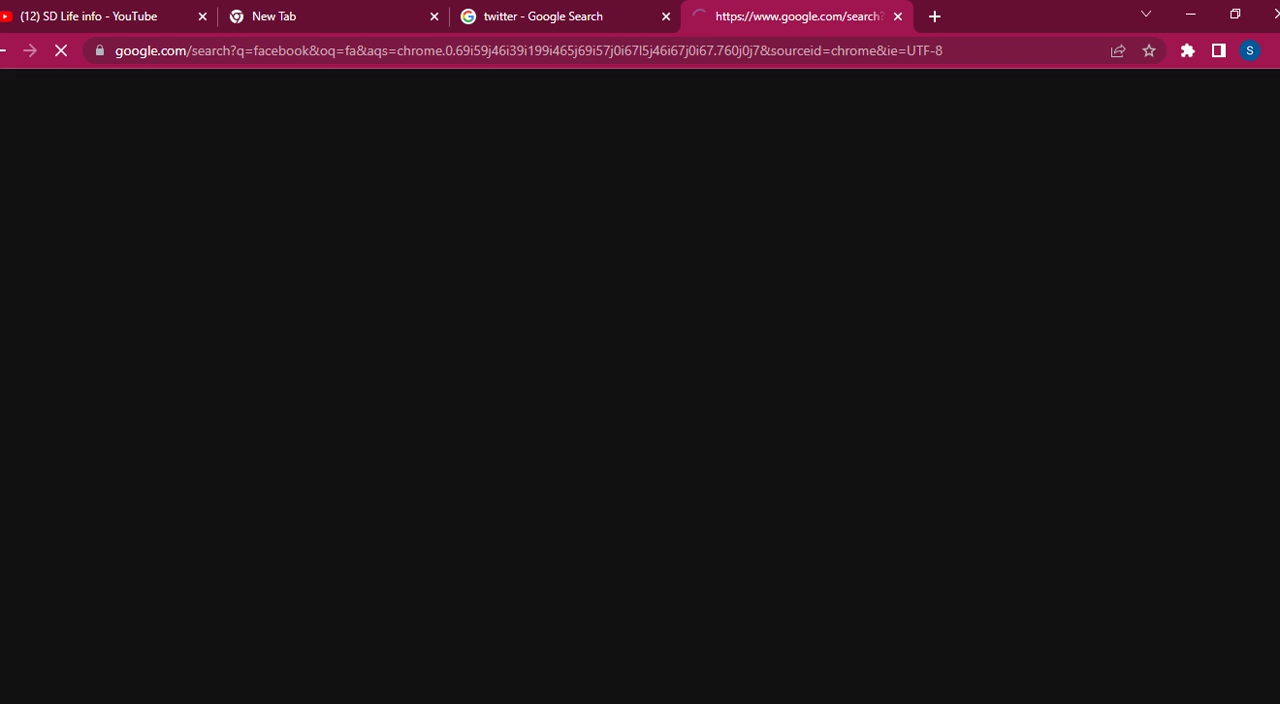 (12) SD Life info - YouTube
New Tab
twitter - Google Search
https://www.google.com/search?
google.com/search?q=facebook&oq=fa&aqs=chrome.0.69i59j46i39i199i465j69i57j0i67l5j46i67j0i67.760j0j7&sourceid=chrome&ie=UTF-8
S